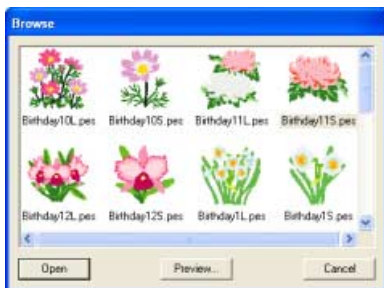 Browse
Birthday10L.pes Birthday10S.pes Birthday11L.pes Birthday11S.pes
Birthday12L.pes Birthday12S.pes Birthday1L.pes Birthday1S.pes
Open Preview... Cancel